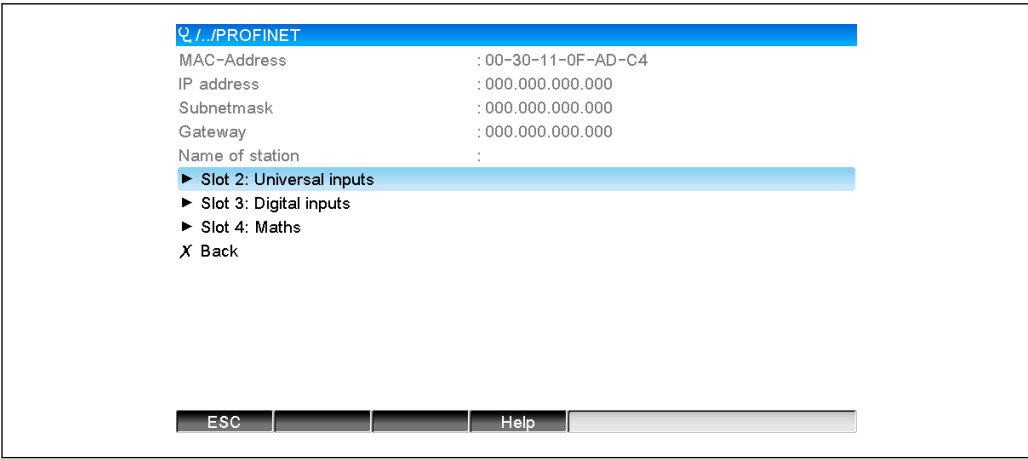 /../PROFINET
MAC-Address : 00-30-11-0F-AD-C4
IP address : 000.000.000.000
Subnetmask : 000.000.000.000
Gateway : 000.000.000.000
Name of station :
► Slot 2: Universal inputs
► Slot 3: Digital inputs
► Slot 4: Maths
X Back
ESC Help